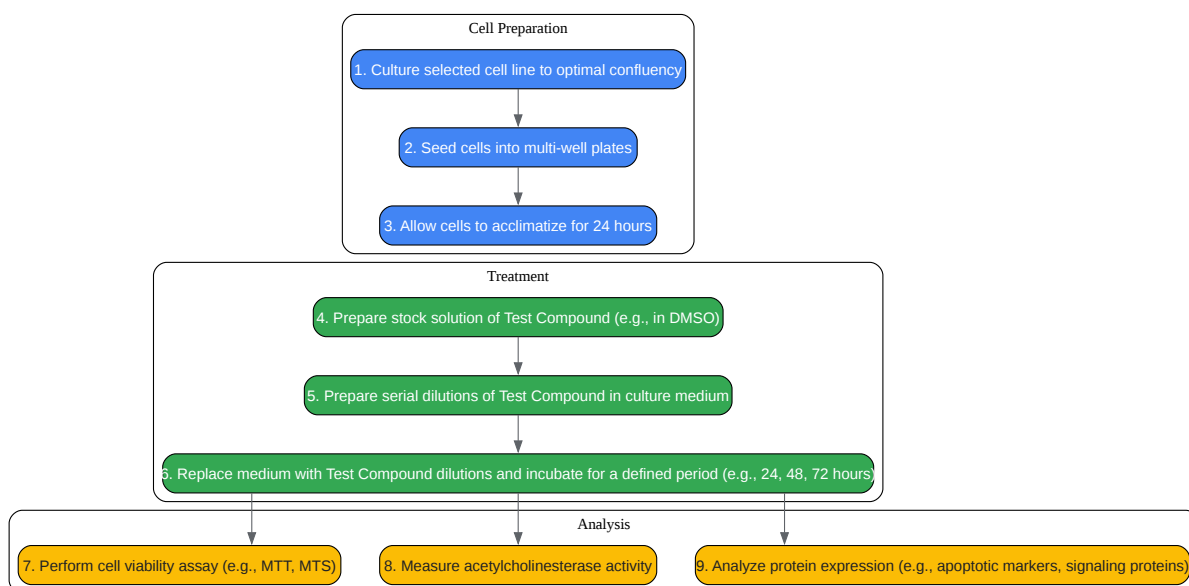 Cell Preparation
1. Culture selected cell line to optimal confluency
2. Seed cells into multi-well plates
3. Allow cells to acclimatize for 24 hours
Treatment
4. Prepare stock solution of Test Compound (e.g., in DMSO)
5. Prepare serial dilutions of Test Compound in culture medium
6. Replace medium with Test Compound dilutions and incubate for a defined period (e.g., 24, 48, 72 hours)
Analysis
7. Perform cell viability assay (e.g., MTT, MTS)
8. Measure acetylcholinesterase activity
9. Analyze protein expression (e.g., apoptotic markers, signaling proteins)